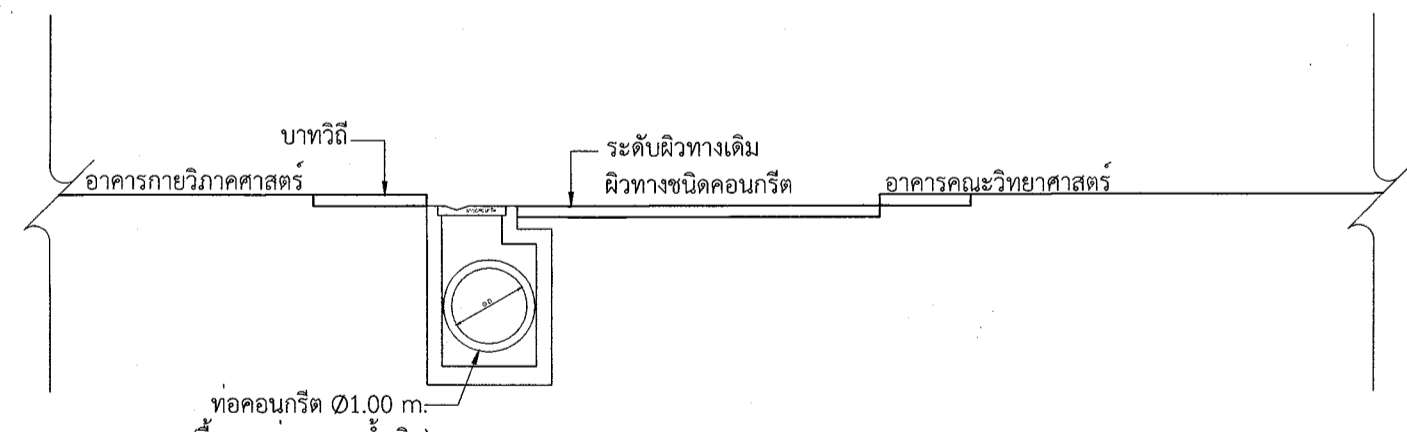 บาทวิถี
ระดับผิวทางเดิม
ผิวทางชนิดคอนกรีต
อาคารกายวิภาคศาสตร์
อาคารคณะวิทยาศาสตร์
ท่อคอนกรีต Ø1.00 m.